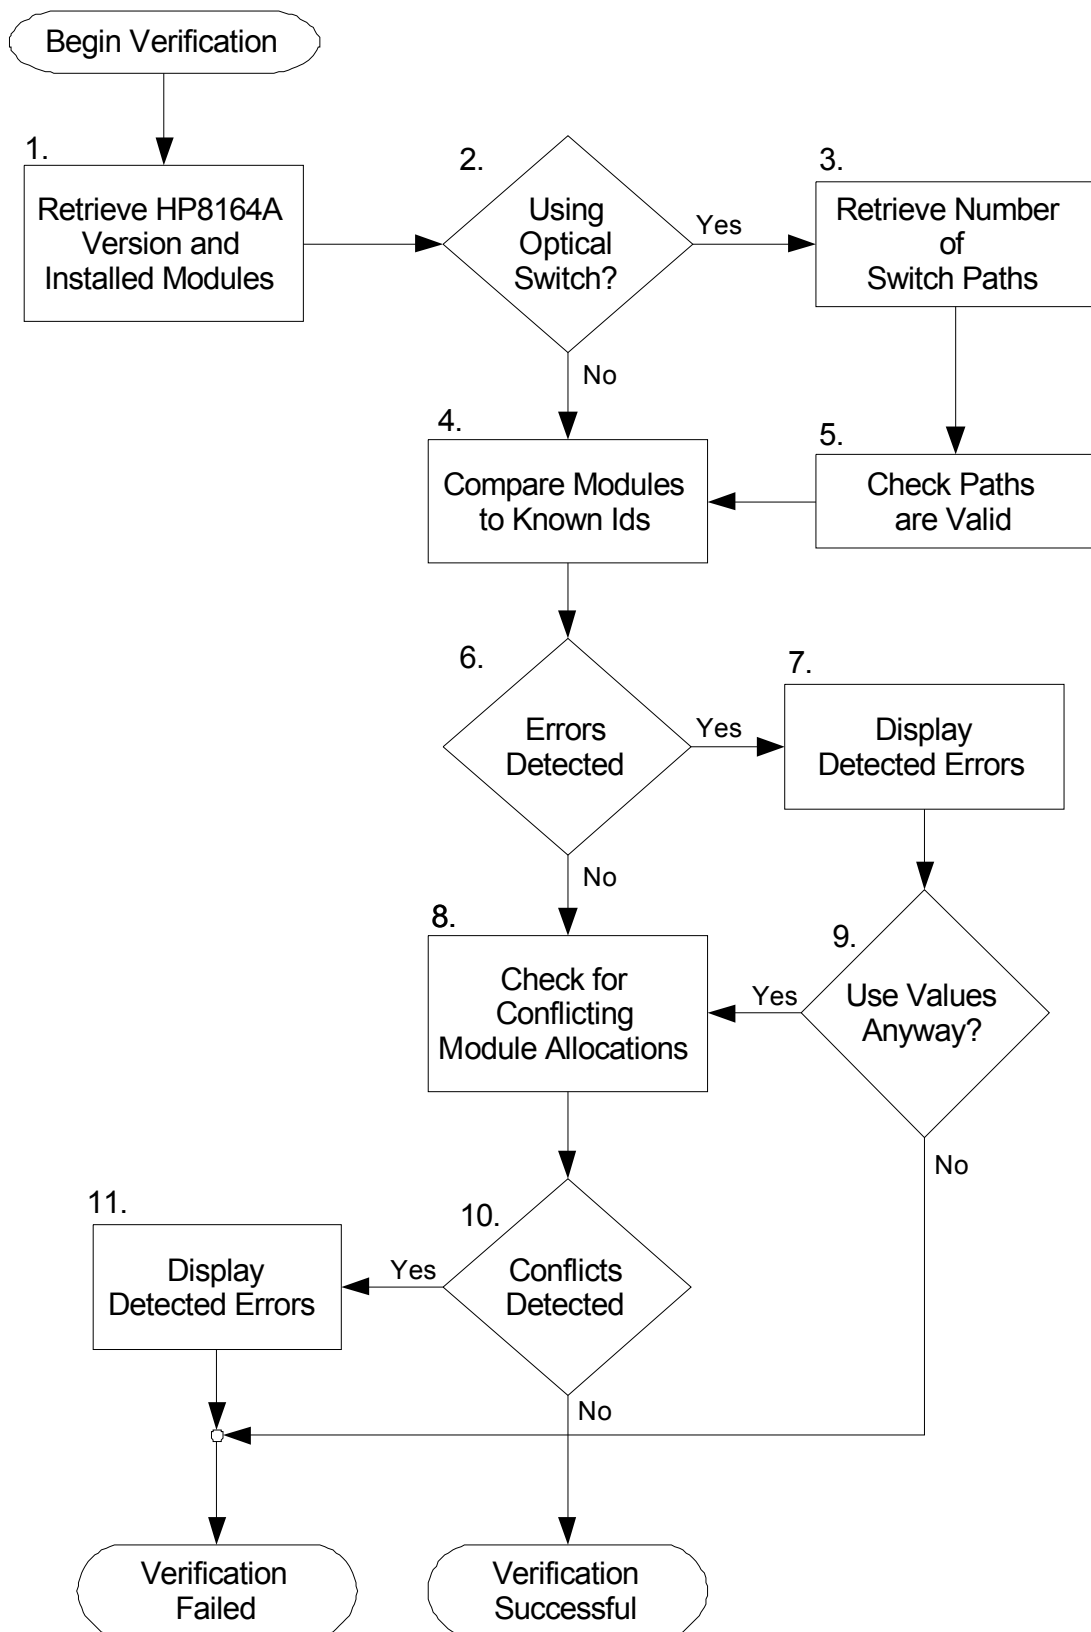 Begin Verification
1.
Retrieve HP8164A
Version and
Installed Modules
2.
Using
Optical
Switch?
Yes
No
3.
Retrieve Number
of
Switch Paths
4.
Compare Modules
to Known Ids
5.
Check Paths
are Valid
6.
Errors
Detected
Yes
No
7.
Display
Detected Errors
8.
Check for
Conflicting
Module Allocations
9.
Use Values
Anyway?
Yes
No
10.
Conflicts
Detected
Yes
No
11.
Display
Detected Errors
Verification
Failed
Verification
Successful